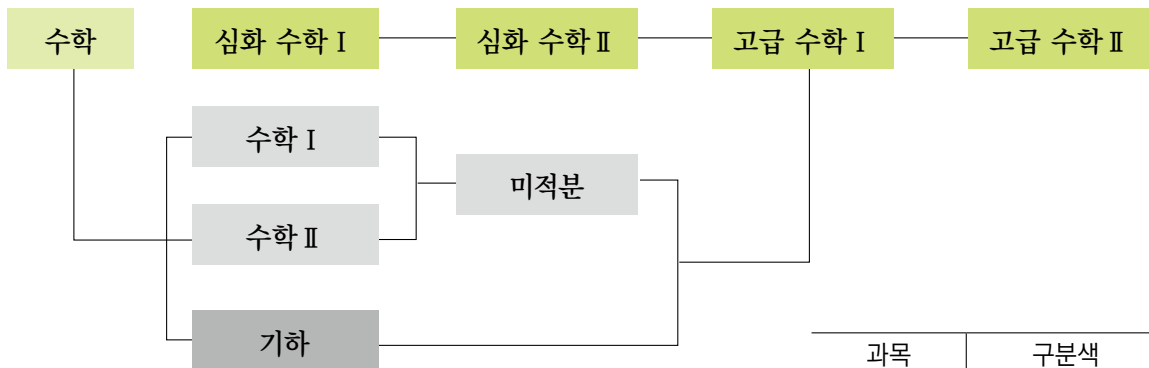 수학 심화 수학 Ⅰ 심화 수학 Ⅱ 고급 수학 Ⅰ 고급 수학 Ⅱ
수학 Ⅰ
미적분
수학 Ⅱ
기하
과목 구분색